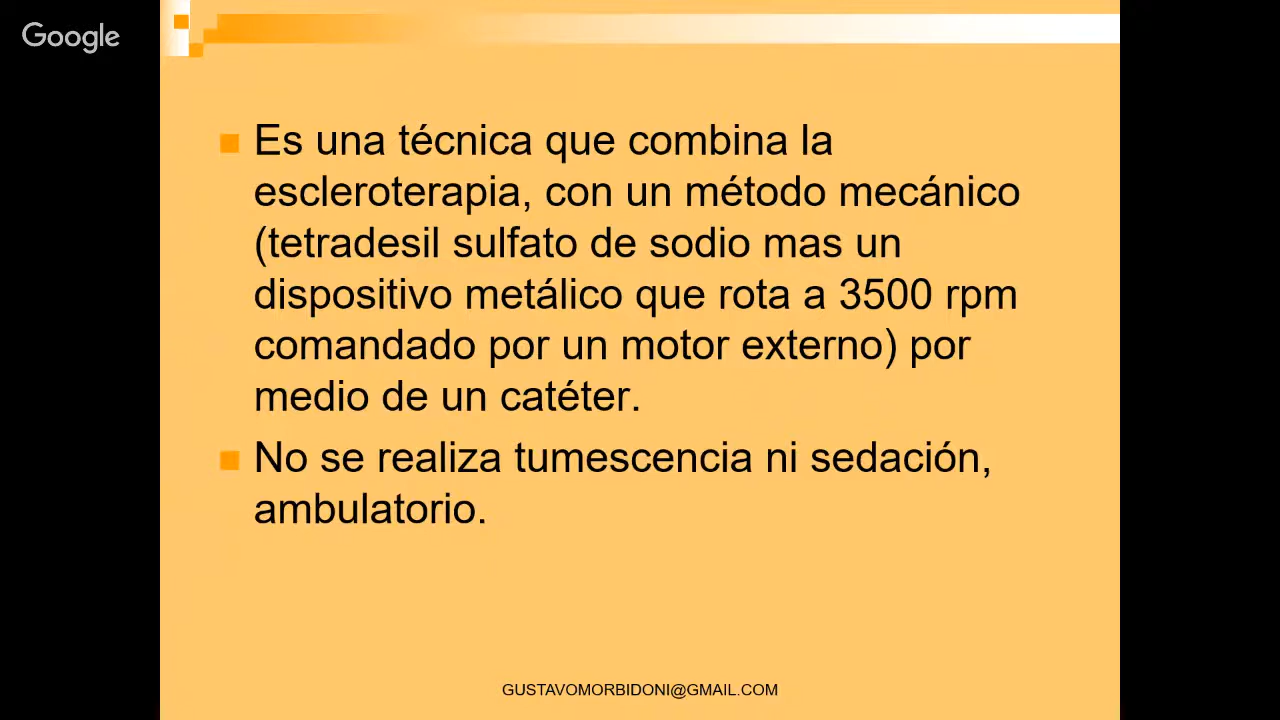 Google
Es una técnica que combina la
escleroterapia, con un método mecánico
(tetradesil sulfato de sodio mas un
dispositivo metálico que rota a 3500 rpm
comandado por un motor externo) por
medio de un catéter.
No se realiza tumescencia ni sedación,
ambulatorio.
GUSTAVOMORBIDONI@GMAIL.COM